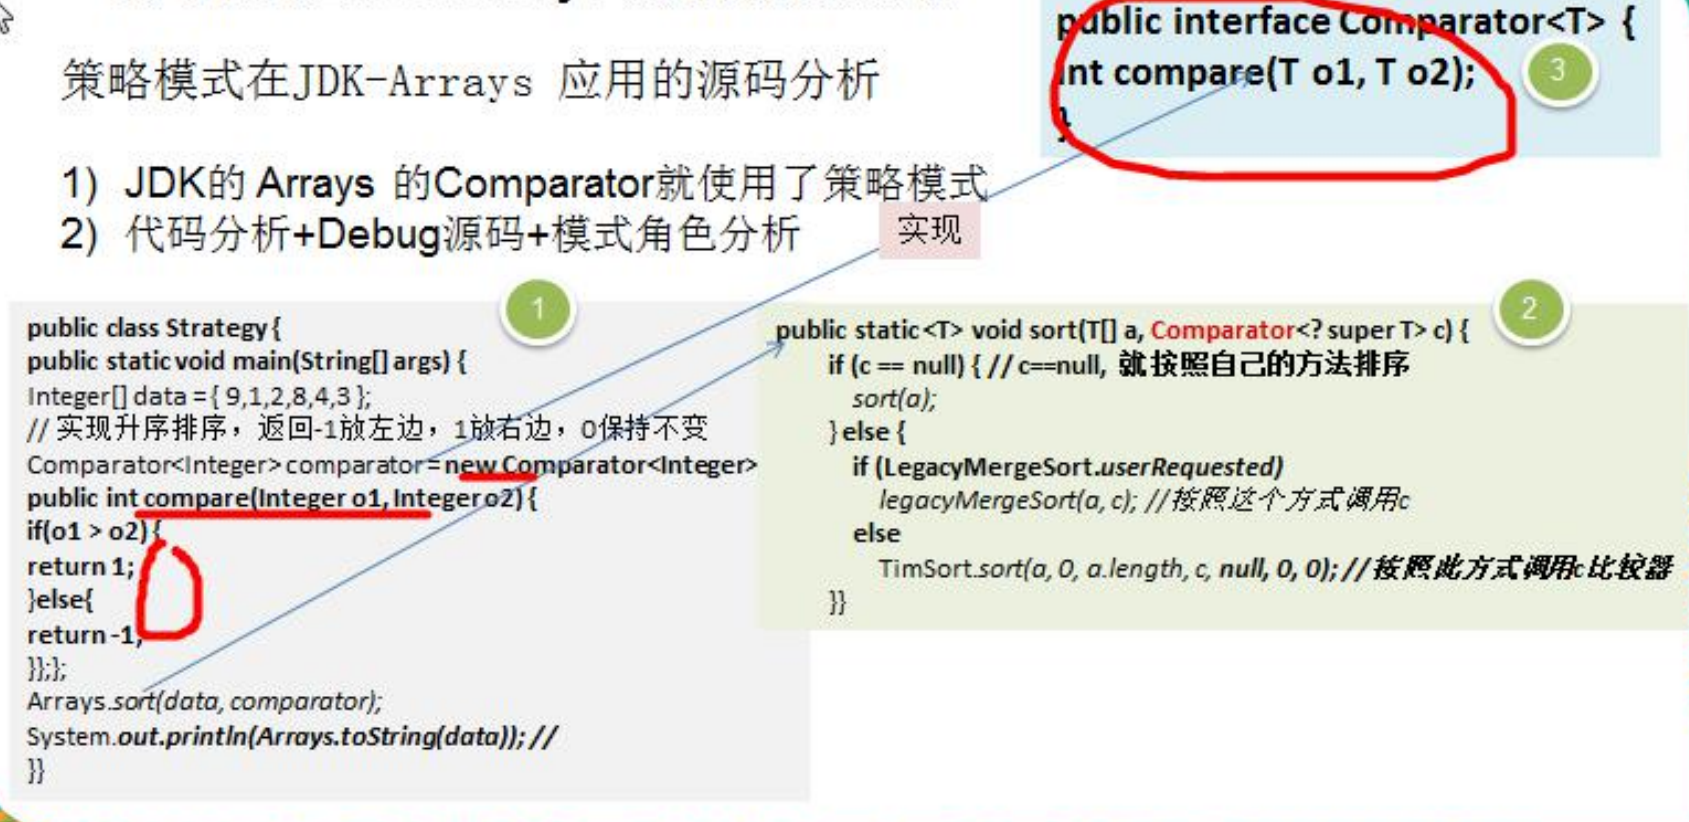 策略模式在JDK-Arrays 应用的源码分析
1) JDK的 Arrays 的Comparator就使用了策略模式
2) 代码分析+Debug源码+模式角色分析
实现
public interface Comparator<T> {
int compare(T o1, T o2);
}
3
1
public class Strategy {
public static void main(String[] args) {
Integer[] data = { 9,1,2,8,4,3 };
// 实现升序排序，返回-1放左边，1放右边，0保持不变
Comparator<Integer> comparator = new Comparator<Integer>
public int compare(Integer o1, Integer o2) {
if(o1 > o2){
return 1;
}else{
return -1;
}};};
Arrays.sort(data, comparator);
System.out.println(Arrays.toString(data)); //
}}
2
public static <T> void sort(T[] a, Comparator<? super T> c) {
if (c == null) { // c==null, 就按照自己的方法排序
sort(a);
} else {
if (LegacyMergeSort.userRequested)
legacyMergeSort(a, c); //按照这个方式调用c
else
TimSort.sort(a, 0, a.length, c, null, 0, 0); //按照此方式调用c比较器
}}